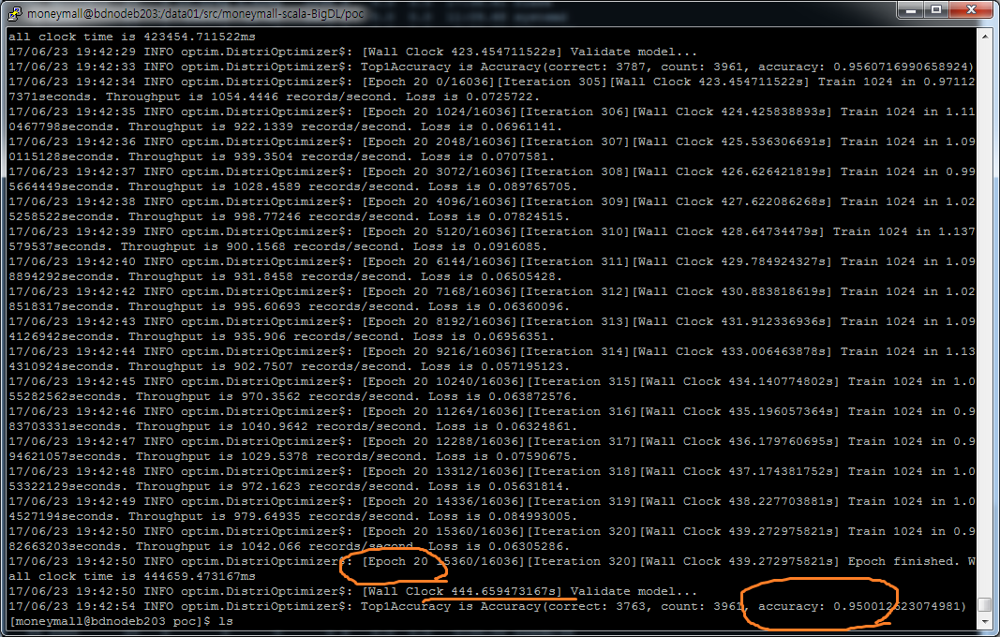 moneymall@bdnodeb203:/data01/src/moneymall-scala-BigDL/poc
all clock time is 423454.711522ms
17/06/23 19:42:29 INFO optim.DistriOptimizer$: [Wall Clock 423.454711522s] Validate model...
17/06/23 19:42:33 INFO optim.DistriOptimizer$: Top1Accuracy is Accuracy(correct: 3787, count: 3961, accuracy: 0.9560716990658924)
17/06/23 19:42:34 INFO optim.DistriOptimizer$: [Epoch 20 0/16036][Iteration 305][Wall Clock 423.454711522s] Train 1024 in 0.97112
7371seconds. Throughput is 1054.4446 records/second. Loss is 0.0725722.
17/06/23 19:42:35 INFO optim.DistriOptimizer$: [Epoch 20 1024/16036][Iteration 306][Wall Clock 424.425838893s] Train 1024 in 1.11
0467798seconds. Throughput is 922.1339 records/second. Loss is 0.06961141.
17/06/23 19:42:36 INFO optim.DistriOptimizer$: [Epoch 20 2048/16036][Iteration 307][Wall Clock 425.536306691s] Train 1024 in 1.09
0115128seconds. Throughput is 939.3504 records/second. Loss is 0.0707581.
17/06/23 19:42:37 INFO optim.DistriOptimizer$: [Epoch 20 3072/16036][Iteration 308][Wall Clock 426.626421819s] Train 1024 in 0.99
5664449seconds. Throughput is 1028.4589 records/second. Loss is 0.089765705.
17/06/23 19:42:38 INFO optim.DistriOptimizer$: [Epoch 20 4096/16036][Iteration 309][Wall Clock 427.622086268s] Train 1024 in 1.02
5258522seconds. Throughput is 998.77246 records/second. Loss is 0.07824515.
17/06/23 19:42:39 INFO optim.DistriOptimizer$: [Epoch 20 5120/16036][Iteration 310][Wall Clock 428.64734479s] Train 1024 in 1.137
579537seconds. Throughput is 900.1568 records/second. Loss is 0.0916085.
17/06/23 19:42:40 INFO optim.DistriOptimizer$: [Epoch 20 6144/16036][Iteration 311][Wall Clock 429.784924327s] Train 1024 in 1.09
8894292seconds. Throughput is 931.8458 records/second. Loss is 0.06505428.
17/06/23 19:42:42 INFO optim.DistriOptimizer$: [Epoch 20 7168/16036][Iteration 312][Wall Clock 430.883818619s] Train 1024 in 1.02
8518317seconds. Throughput is 995.60693 records/second. Loss is 0.06360096.
17/06/23 19:42:43 INFO optim.DistriOptimizer$: [Epoch 20 8192/16036][Iteration 313][Wall Clock 431.912336936s] Train 1024 in 1.09
4126942seconds. Throughput is 935.906 records/second. Loss is 0.06956351.
17/06/23 19:42:44 INFO optim.DistriOptimizer$: [Epoch 20 9216/16036][Iteration 314][Wall Clock 433.006463878s] Train 1024 in 1.13
4310924seconds. Throughput is 902.7507 records/second. Loss is 0.057195123.
17/06/23 19:42:45 INFO optim.DistriOptimizer$: [Epoch 20 10240/16036][Iteration 315][Wall Clock 434.140774802s] Train 1024 in 1.0
55282562seconds. Throughput is 970.3562 records/second. Loss is 0.063872576.
17/06/23 19:42:46 INFO optim.DistriOptimizer$: [Epoch 20 11264/16036][Iteration 316][Wall Clock 435.196057364s] Train 1024 in 0.9
83703331seconds. Throughput is 1040.9642 records/second. Loss is 0.06324861.
17/06/23 19:42:47 INFO optim.DistriOptimizer$: [Epoch 20 12288/16036][Iteration 317][Wall Clock 436.179760695s] Train 1024 in 0.9
94621057seconds. Throughput is 1029.5378 records/second. Loss is 0.07590675.
17/06/23 19:42:48 INFO optim.DistriOptimizer$: [Epoch 20 13312/16036][Iteration 318][Wall Clock 437.174381752s] Train 1024 in 1.0
53322129seconds. Throughput is 972.1623 records/second. Loss is 0.05631814.
17/06/23 19:42:49 INFO optim.DistriOptimizer$: [Epoch 20 14336/16036][Iteration 319][Wall Clock 438.227703881s] Train 1024 in 1.0
4527194seconds. Throughput is 979.64935 records/second. Loss is 0.084993005.
17/06/23 19:42:50 INFO optim.DistriOptimizer$: [Epoch 20 15360/16036][Iteration 320][Wall Clock 439.272975821s] Train 1024 in 0.9
82663203seconds. Throughput is 1042.066 records/second. Loss is 0.06305286.
17/06/23 19:42:50 INFO optim.DistriOptimizer$: [Epoch 20 15360/16036][Iteration 320][Wall Clock 439.272975821s] Epoch finished. W
all clock time is 444659.473167ms
17/06/23 19:42:50 INFO optim.DistriOptimizer$: [Wall Clock 444.659473167s] Validate model...
17/06/23 19:42:54 INFO optim.DistriOptimizer$: Top1Accuracy is Accuracy(correct: 3763, count: 3961, accuracy: 0.950012623074981)
[moneymall@bdnodeb203 poc]$ ls